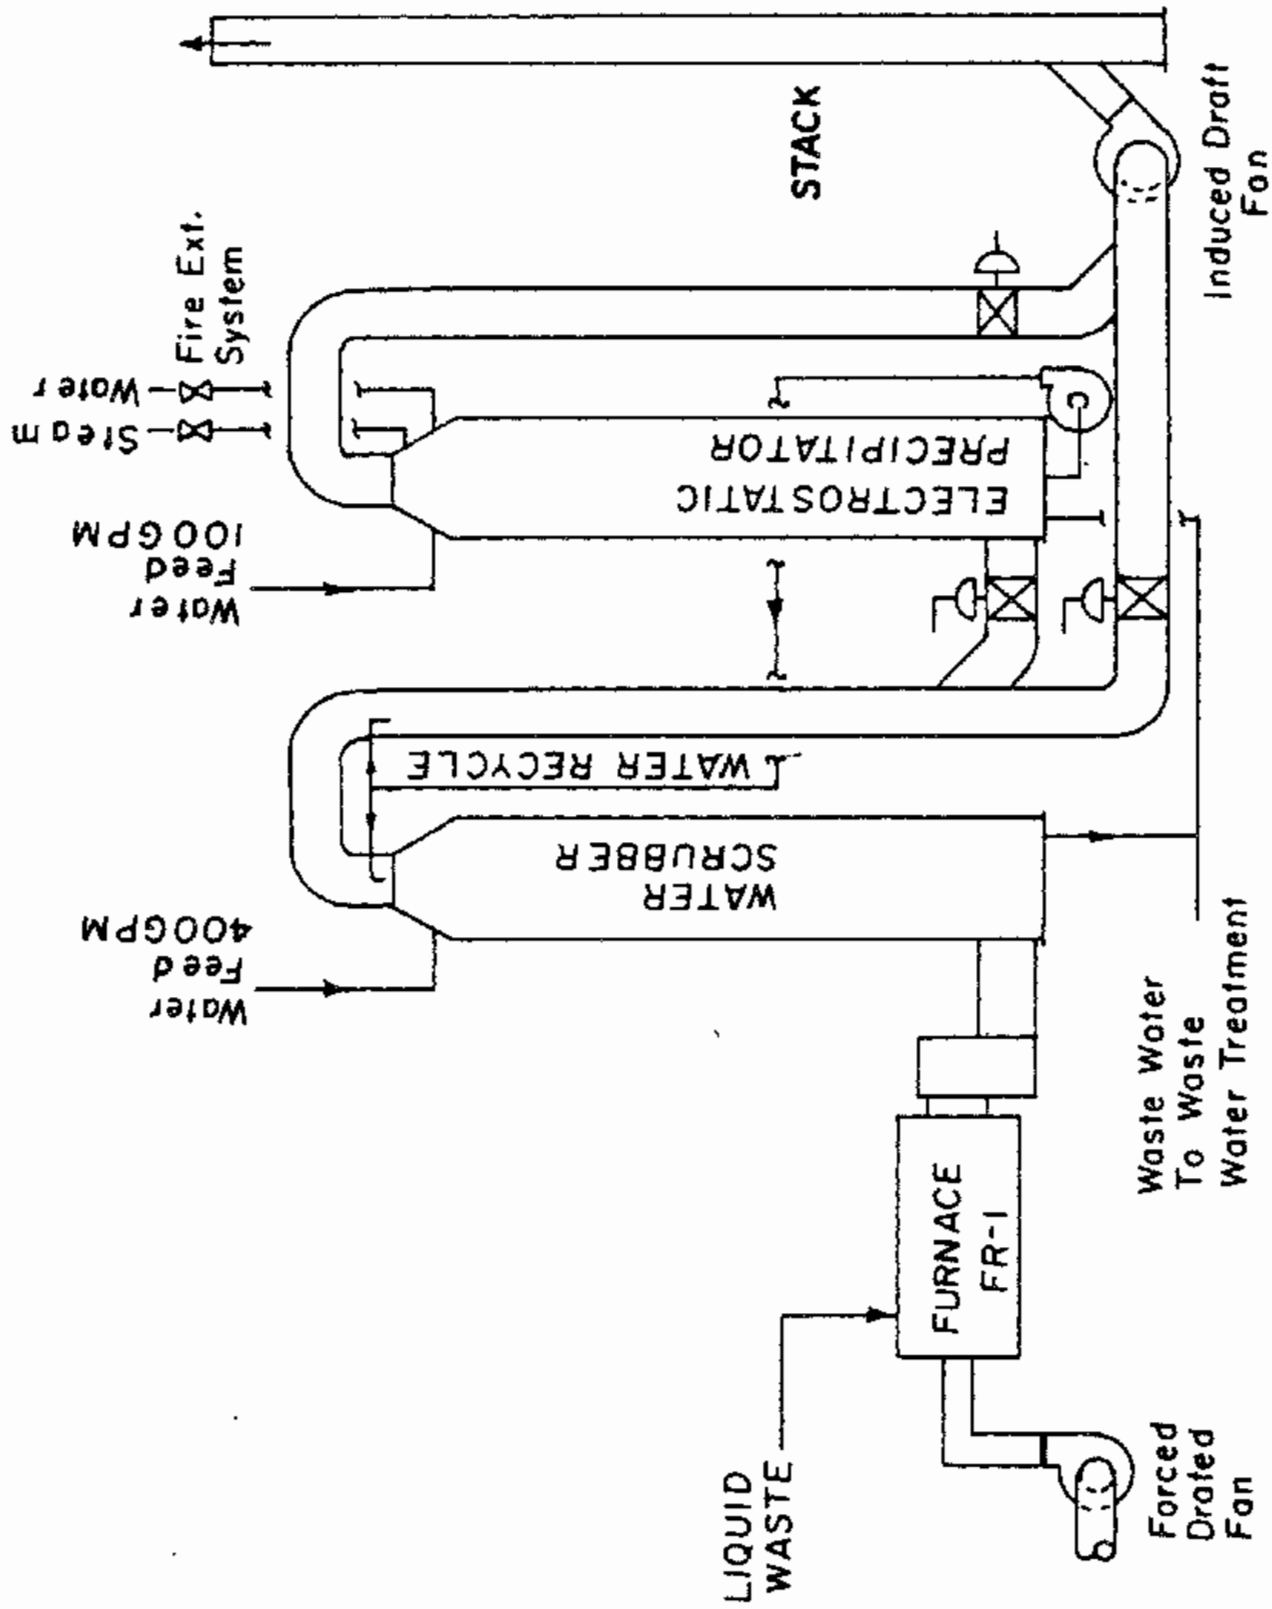 LIQUID
WASTE
Forced
Drated
Fan
FURNACE
FR-1
Water
Feed
400GPM
WATER
SCRUBBER
WATER RECYCLE
Waste Water
To Waste
Water Treatment
Water
Feed
100GPM
ELECTROSTATIC
PRECIPITATOR
C
Steam
Water
Fire Ext.
System
STACK
Induced Draft
Fan